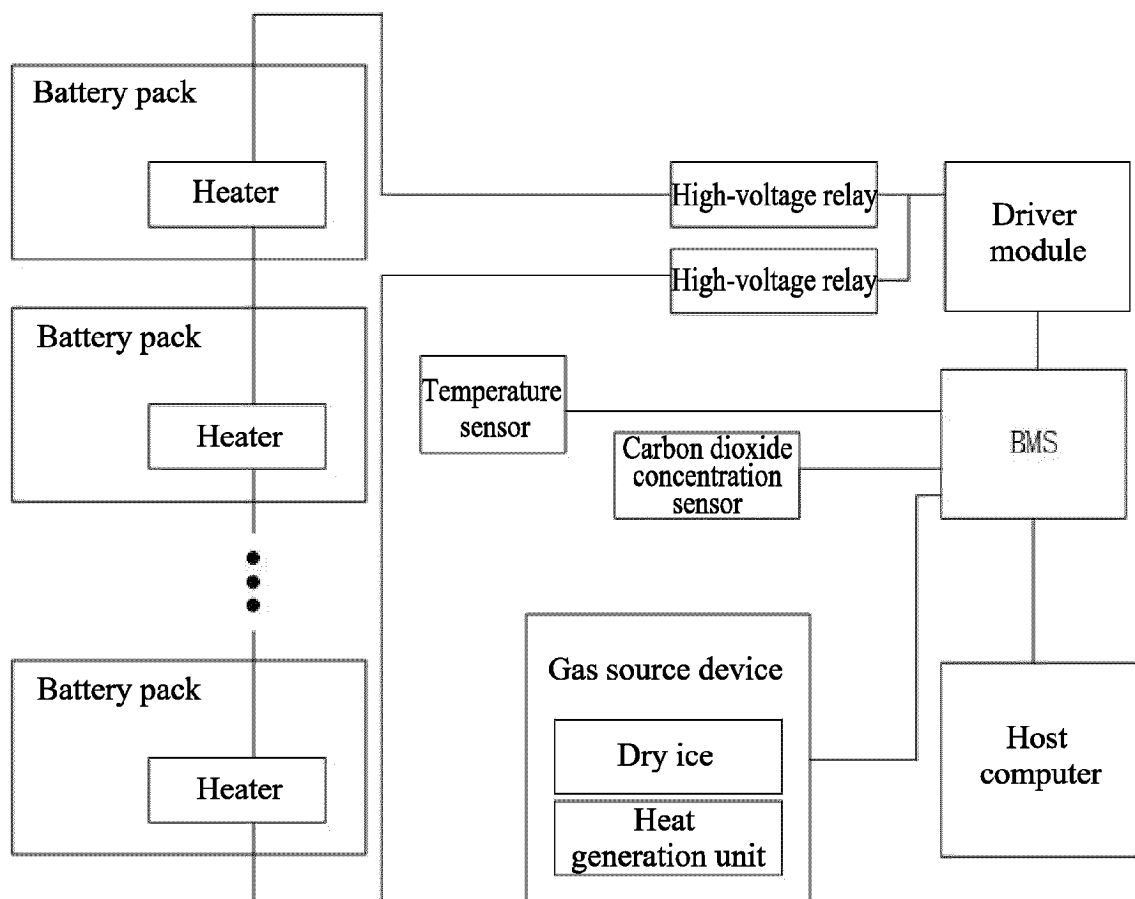 Battery pack
Heater
High-voltage relay
Driver
module
High-voltage relay
Battery pack
Heater
Temperature
sensor
Carbon dioxide
concentration
sensor
BMS
Battery pack
Heater
Gas source device
Dry ice
Heat
generation unit
Host
computer